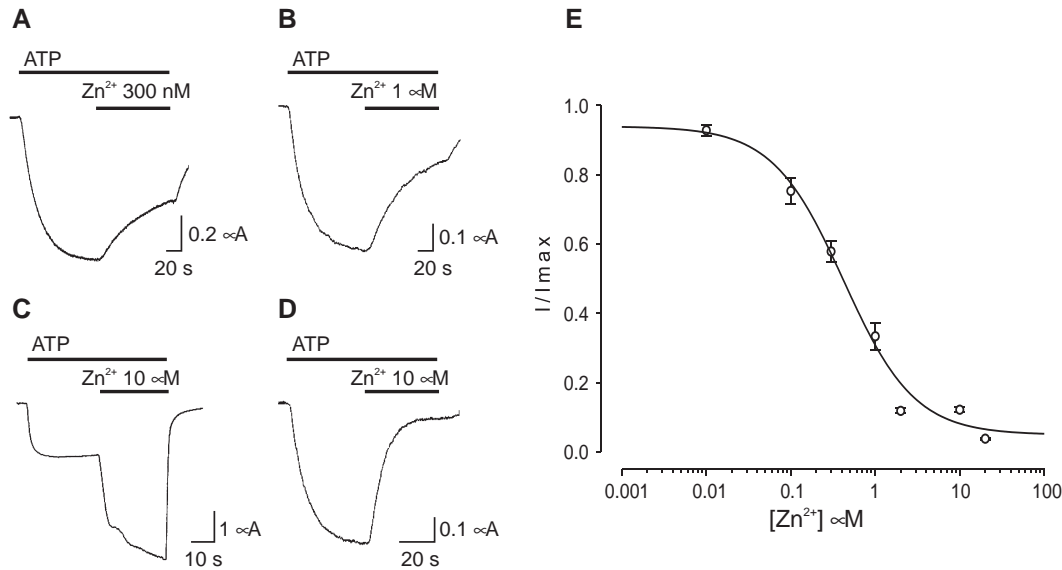 A
ATP
Zn²⁺ 300 nM
0.2 ∝A
20 s
B
ATP
Zn²⁺ 1 ∝M
0.1 ∝A
20 s
C
ATP
Zn²⁺ 10 ∝M
1 ∝A
10 s
D
ATP
Zn²⁺ 10 ∝M
0.1 ∝A
20 s
E
I / Imax
1.0
0.8
0.6
0.4
0.2
0.0
0.001 0.01 0.1 1 10 100
[Zn²⁺] ∝M